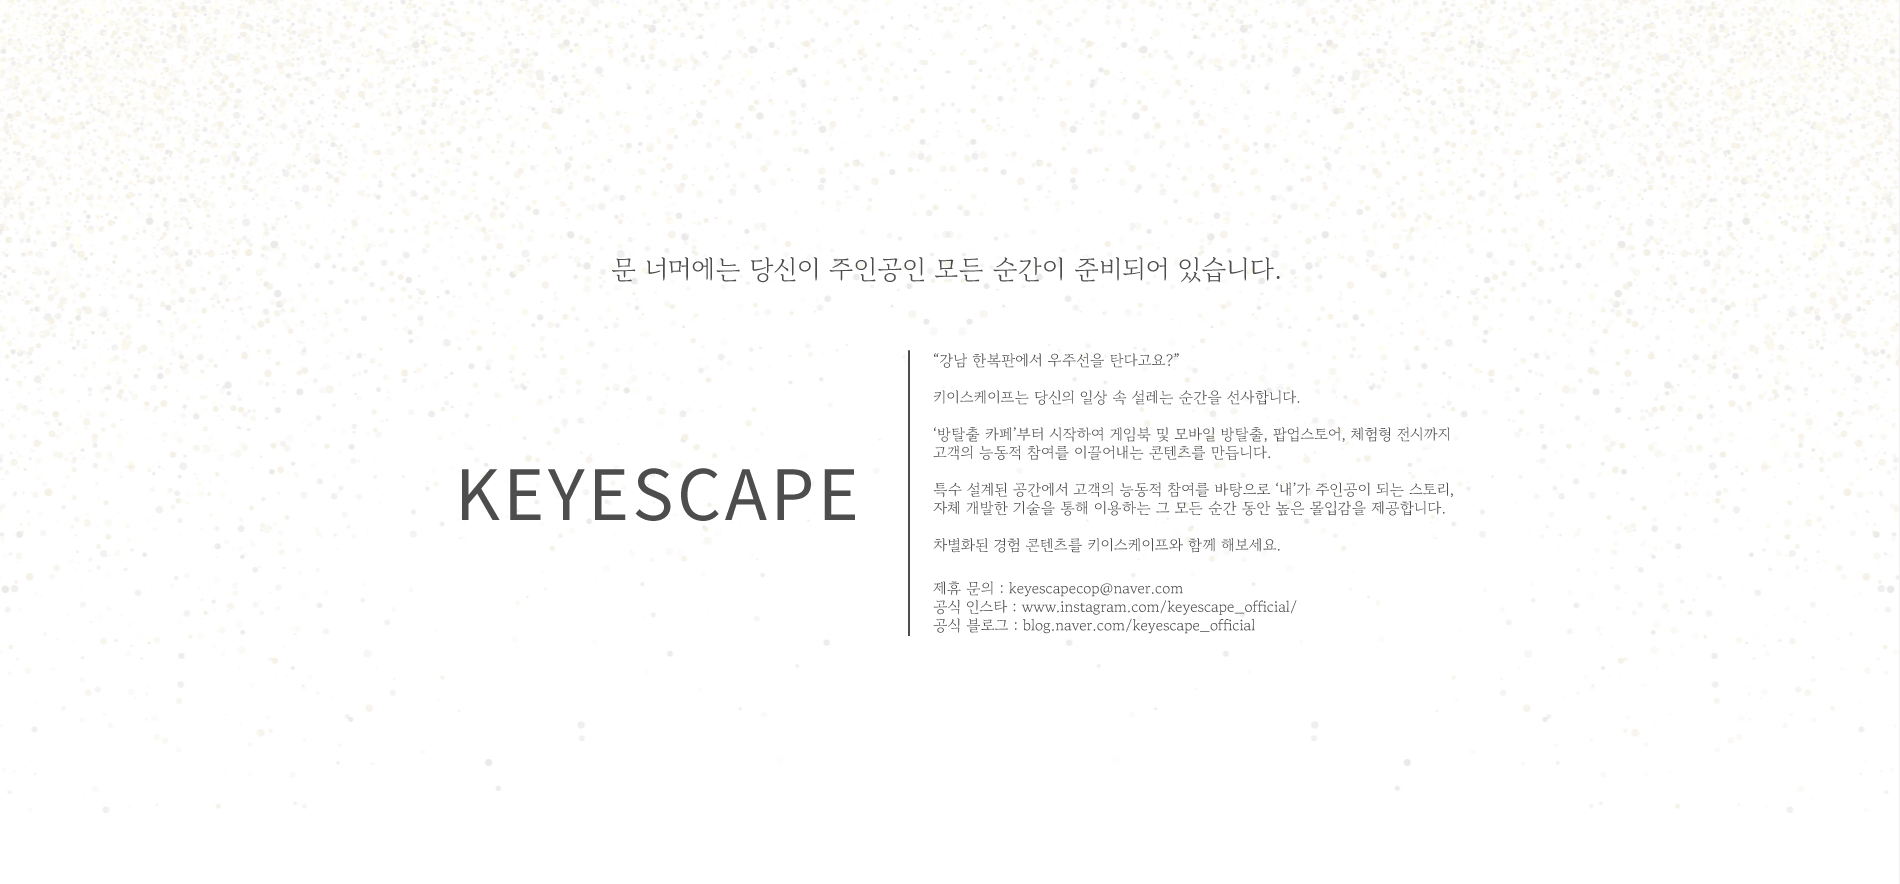 문 너머에는 당신이 주인공인 모든 순간이 준비되어 있습니다.
KEYESCAPE
“강남 한복판에서 우주선을 탄다고요?”
키이스케이프는 당신의 일상 속 설레는 순간을 선사합니다.
‘방탈출 카페’부터 시작하여 게임북 및 모바일 방탈출, 팝업스토어, 체험형 전시까지
고객의 능동적 참여를 이끌어내는 콘텐츠를 만듭니다.
특수 설계된 공간에서 고객의 능동적 참여를 바탕으로 ‘내’가 주인공이 되는 스토리,
자체 개발한 기술을 통해 이용하는 그 모든 순간 동안 높은 몰입감을 제공합니다.
차별화된 경험 콘텐츠를 키이스케이프와 함께 해보세요.
제휴 문의 : keyescapecop@naver.com
공식 인스타 : www.instagram.com/keyescape_official/
공식 블로그 : blog.naver.com/keyescape_official